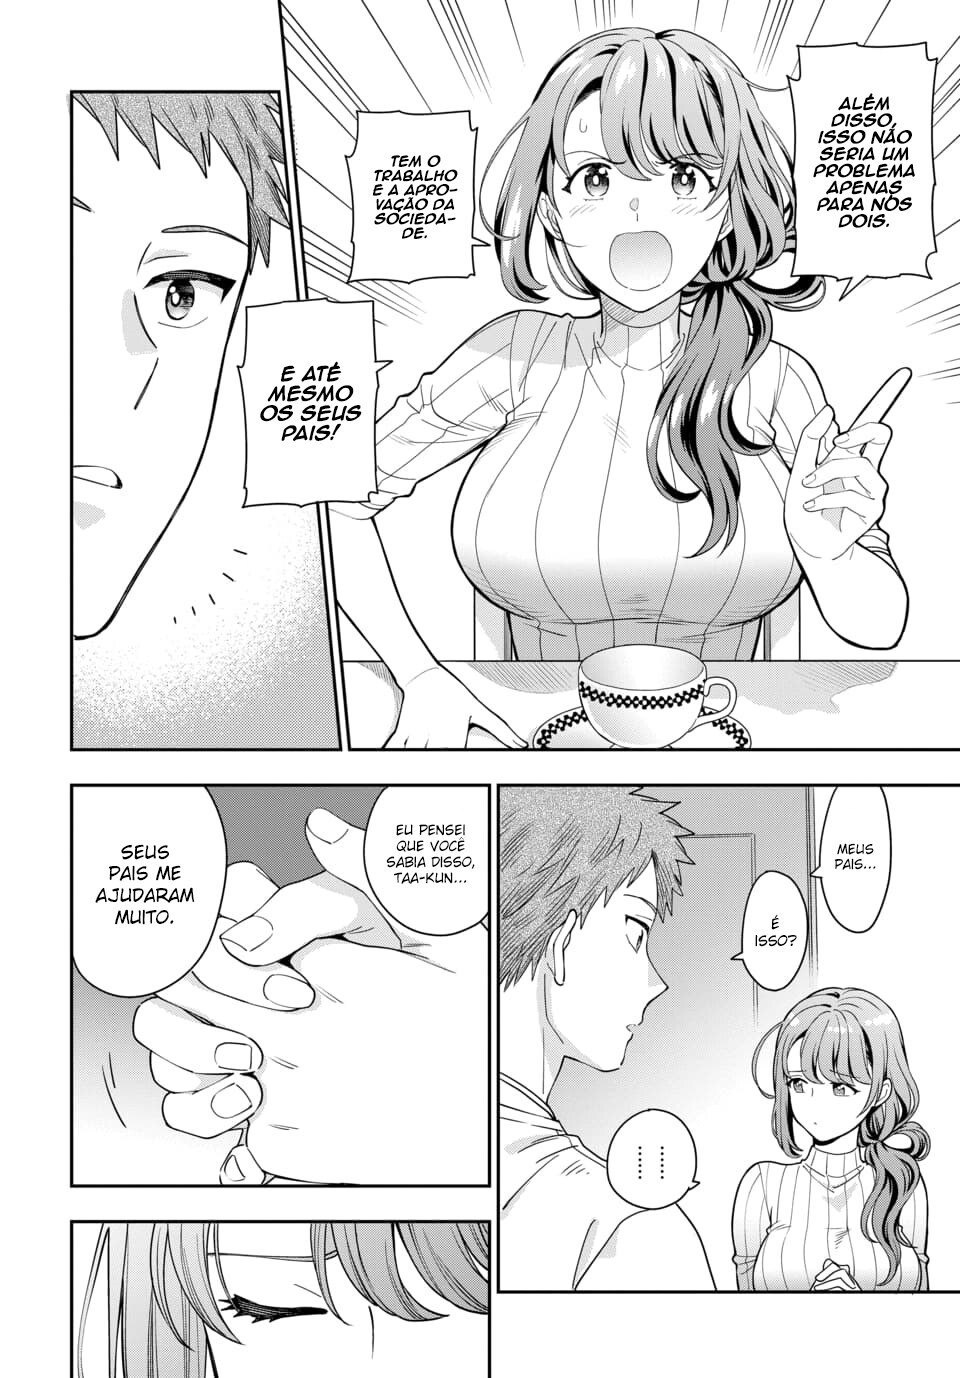 ALÉM
DISSO,
ISSO NÃO
SERIA UM
PROBLEMA
APENAS
PARA NÓS
DOIS.
TEM O
TRABALHO
E A APRO-
VAÇÃO DA
SOCIEDA-
DE.
E ATÉ
MESMO
OS SEUS
PAIS!
MEUS
PAIS...
É
ISSO?
......
EU PENSEI
QUE VOCÊ
SABIA DISSO,
TAA-KUN...
SEUS
PAIS ME
AJUDARAM
MUITO.